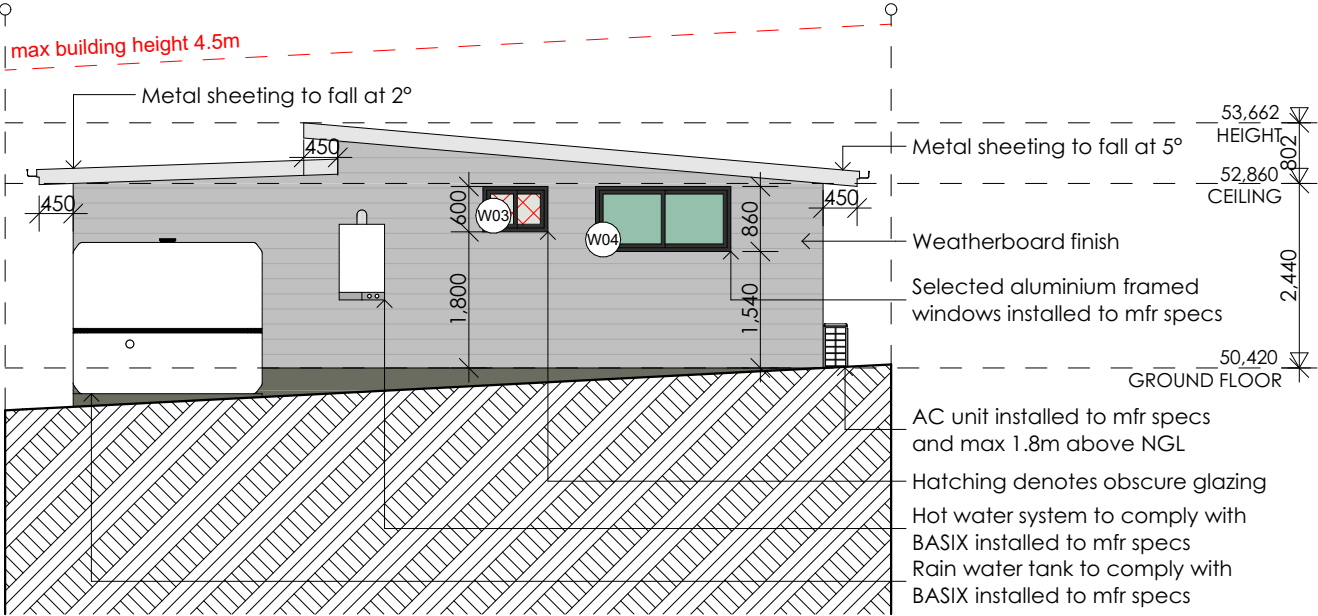 max building height 4.5m
Metal sheeting to fall at 2°
53,662
HEIGHT
802
450
Metal sheeting to fall at 5°
52,860
CEILING
450
600
W03
860
W04
450
Weatherboard finish
2,440
Selected aluminium framed
windows installed to mfr specs
1,800
1,540
50,420
GROUND FLOOR
AC unit installed to mfr specs
and max 1.8m above NGL
Hatching denotes obscure glazing
Hot water system to comply with
BASIX installed to mfr specs
Rain water tank to comply with
BASIX installed to mfr specs